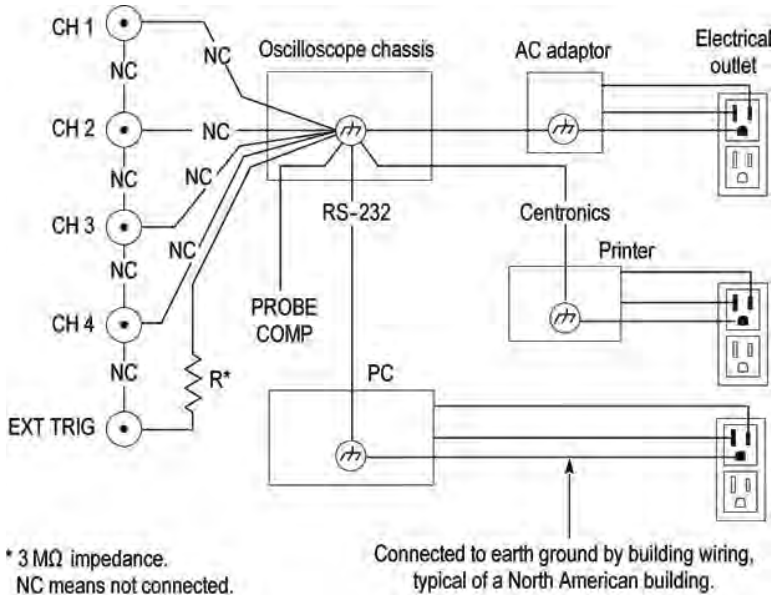 CH 1
NC
Oscilloscope chassis
AC adaptor
Electrical
outlet
NC
CH 2
NC
NC
NC
CH 3
NC
RS-232
Centronics
NC
Printer
CH 4
PROBE
COMP
NC
R*
PC
EXT TRIG
* 3 MΩ impedance.
NC means not connected.
Connected to earth ground by building wiring,
typical of a North American building.